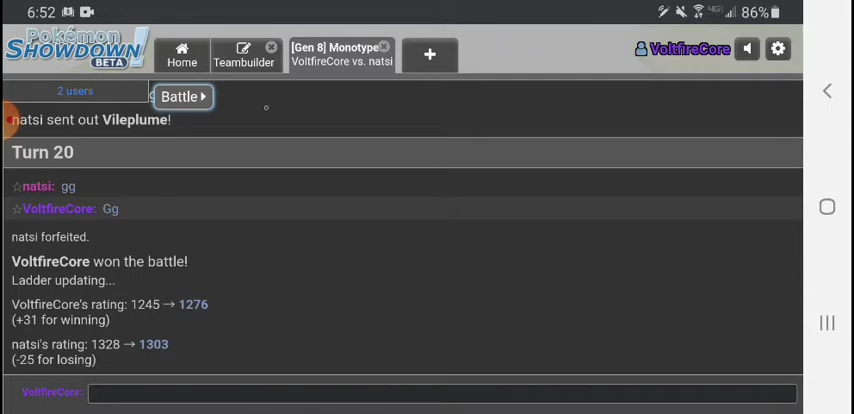 6:52 86%
Pokémon
SHOWDOWN!
BETA
Home
Teambuilder
[Gen 8] Monotype
VoltfireCore vs. natsi
VoltfireCore
2 users
Battle
natsi sent out Vileplume!
Turn 20
☆natsi: gg
☆VoltfireCore: Gg
natsi forfeited.
VoltfireCore won the battle!
Ladder updating...
VoltfireCore's rating: 1245 → 1276
(+31 for winning)
natsi's rating: 1328 → 1303
(-25 for losing)
VoltfireCore: